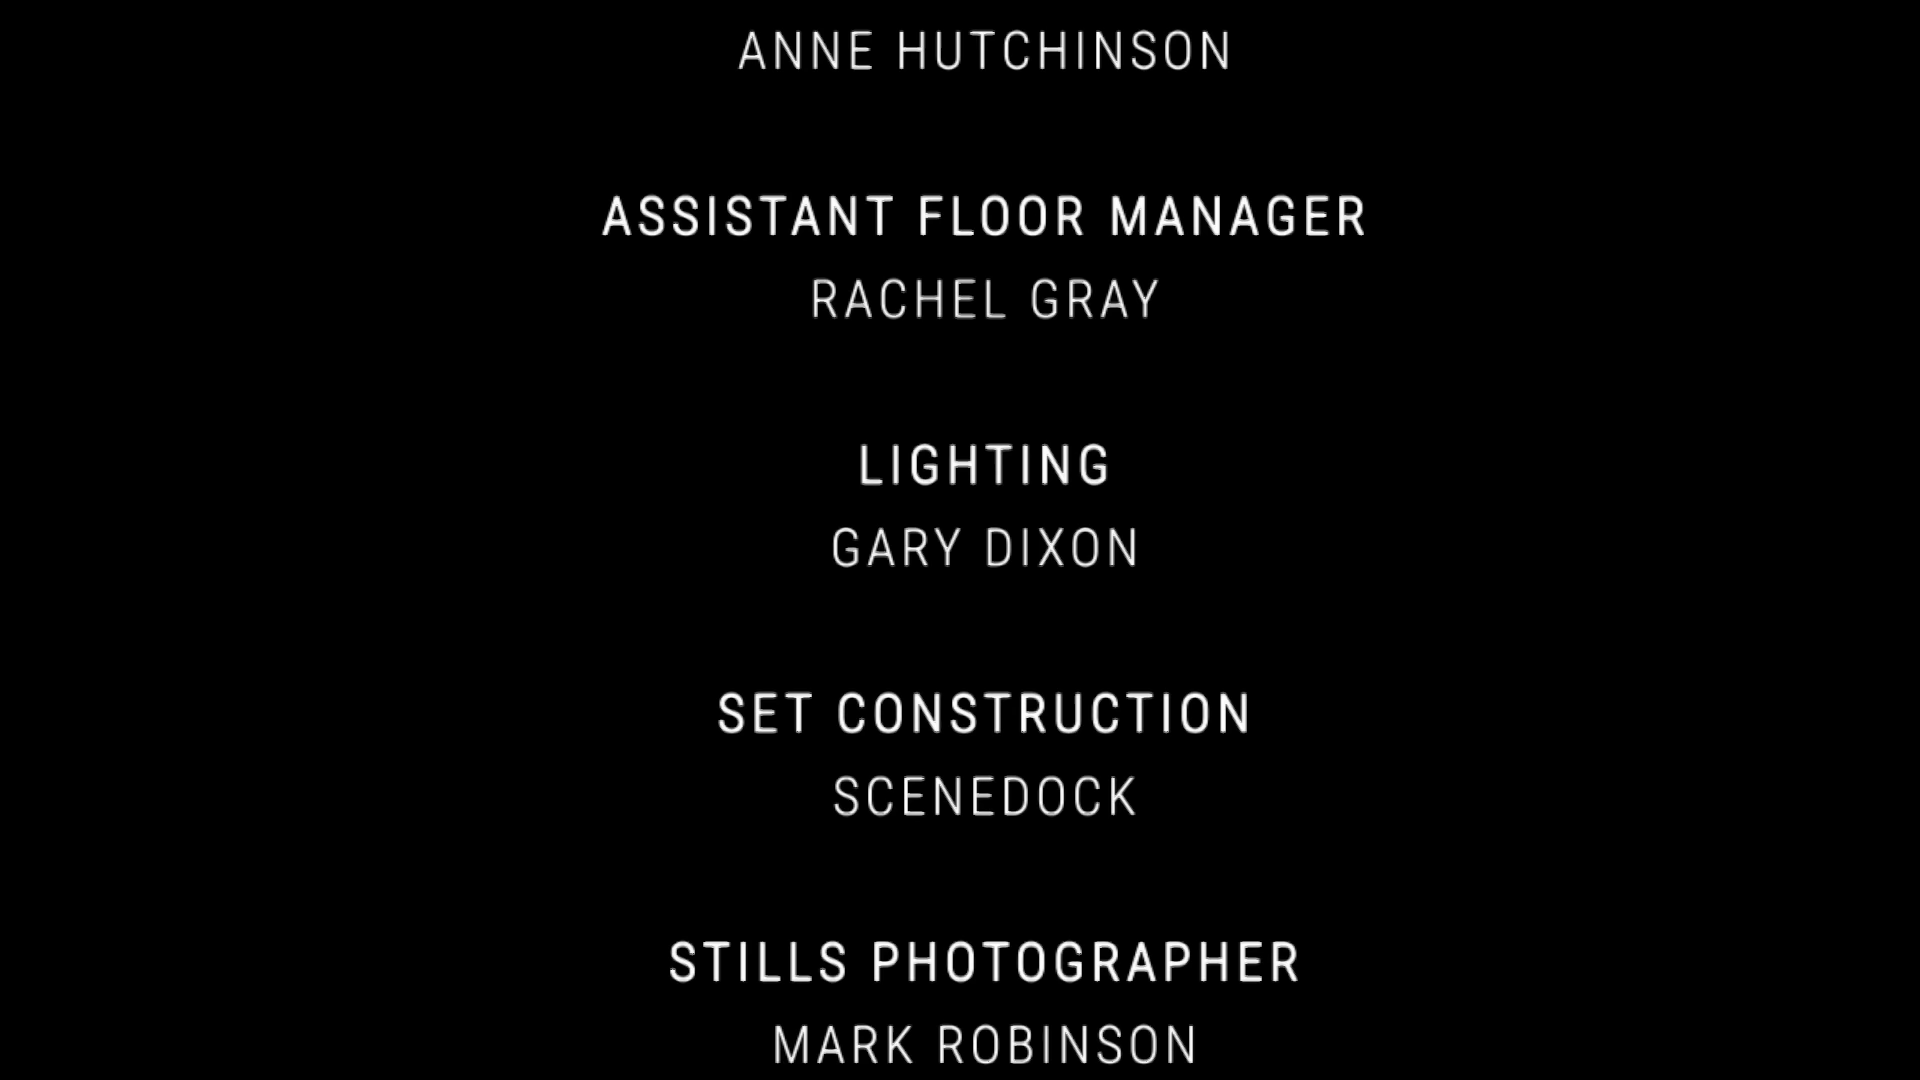 ANNE HUTCHINSON
ASSISTANT FLOOR MANAGER
RACHEL GRAY
LIGHTING
GARY DIXON
SET CONSTRUCTION
SCENEDOCK
STILLS PHOTOGRAPHER
MARK ROBINSON